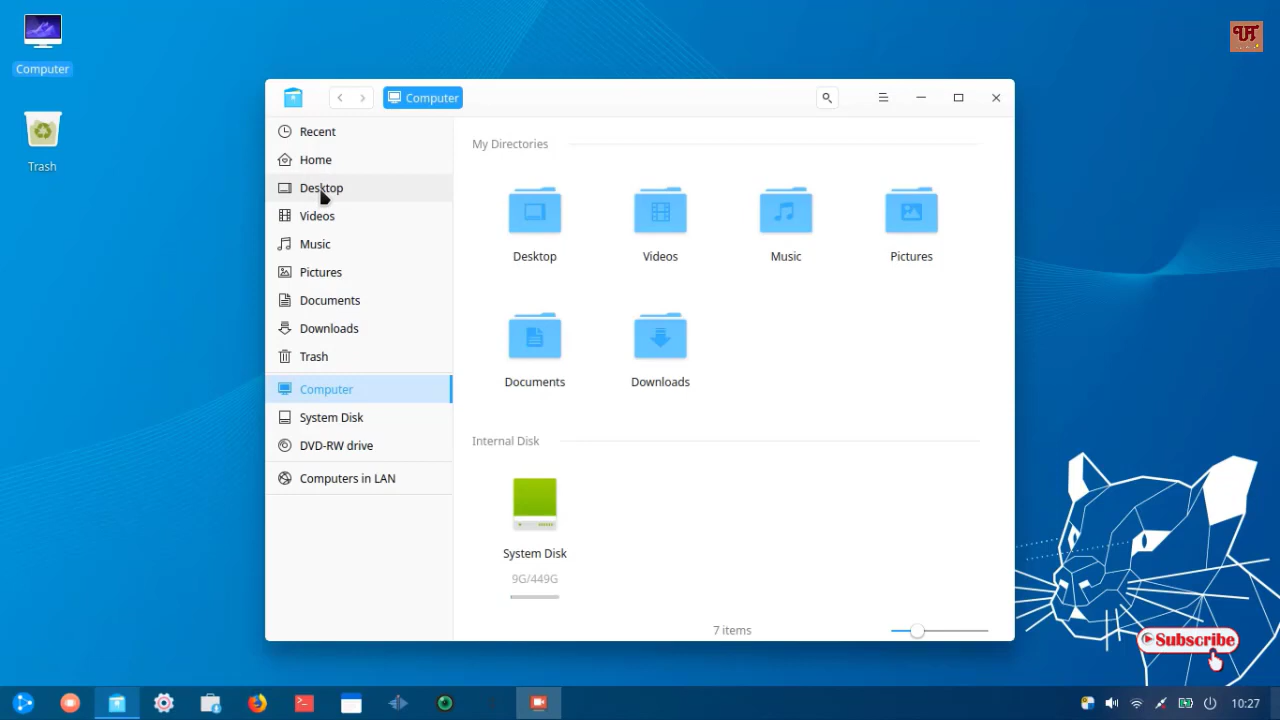 Computer
Trash
Computer
Recent
Home
Desktop
Videos
Music
Pictures
Documents
Downloads
Trash
Computer
System Disk
DVD-RW drive
Computers in LAN
My Directories
Desktop
Videos
Music
Pictures
Documents
Downloads
Internal Disk
System Disk
9G/449G
7 items
Subscribe
10:27